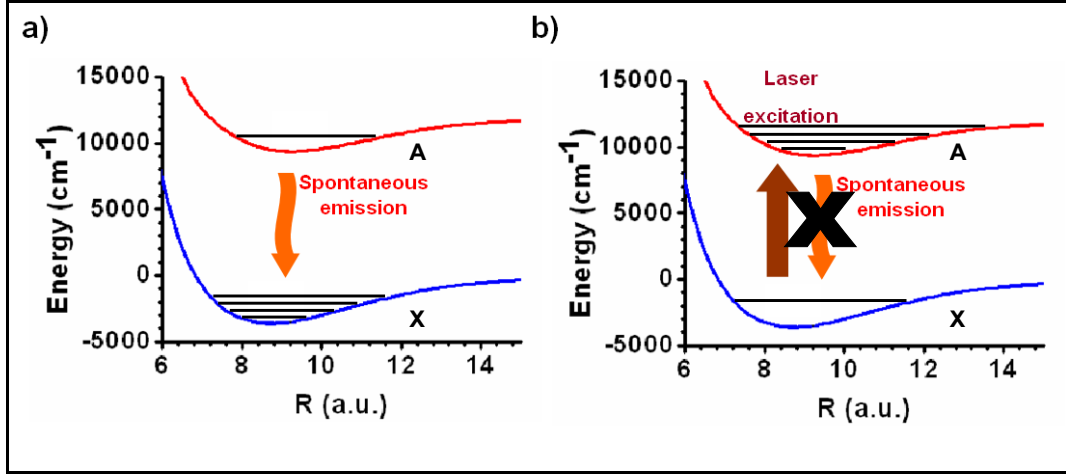 a)
15000
10000
5000
0
-5000
Energy (cm-1)
A
Spontaneous
emission
X
6 8 10 12 14
R (a.u.)
b)
15000
10000
5000
0
-5000
Energy (cm-1)
Laser
excitation
A
Spontaneous
emission
X
X
6 8 10 12 14
R (a.u.)